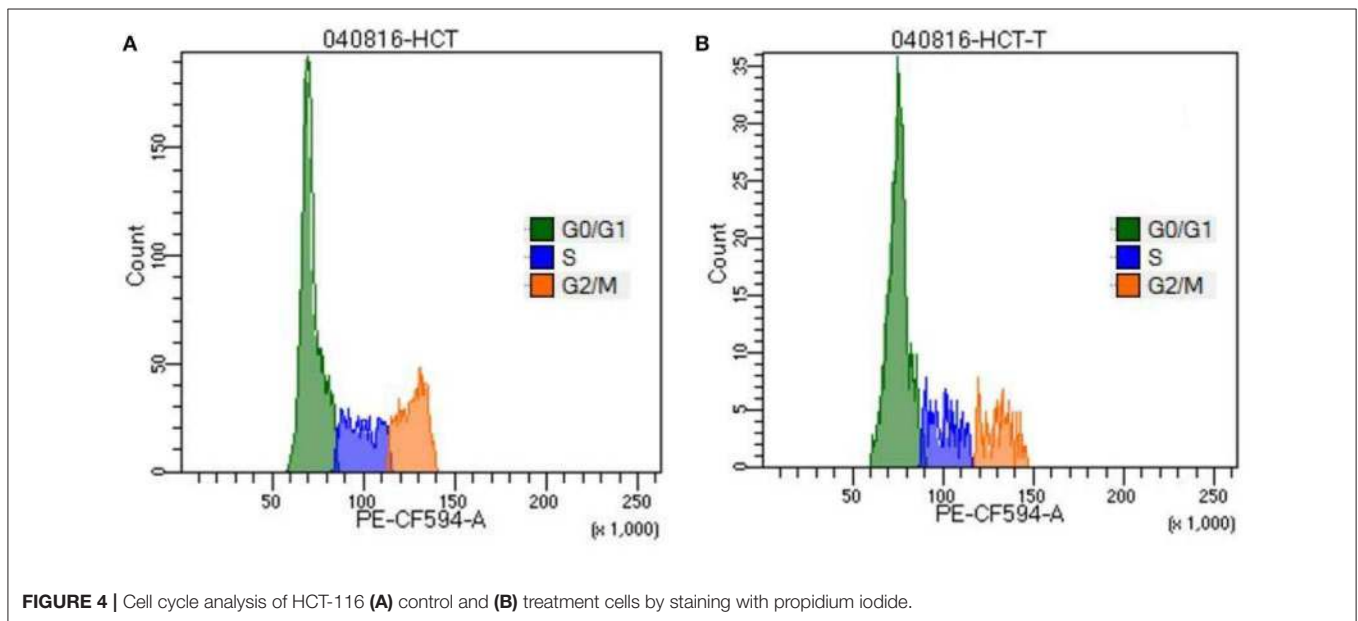 A
040816-HCT
150
100
50
0
Count
G0/G1
S
G2/M
50 100 150 200 250
PE-CF594-A
(x 1,000)
B
040816-HCT-T
35
30
25
20
15
10
5
0
Count
G0/G1
S
G2/M
50 100 150 200 250
PE-CF594-A
(x 1,000)
FIGURE 4 | Cell cycle analysis of HCT-116 (A) control and (B) treatment cells by staining with propidium iodide.